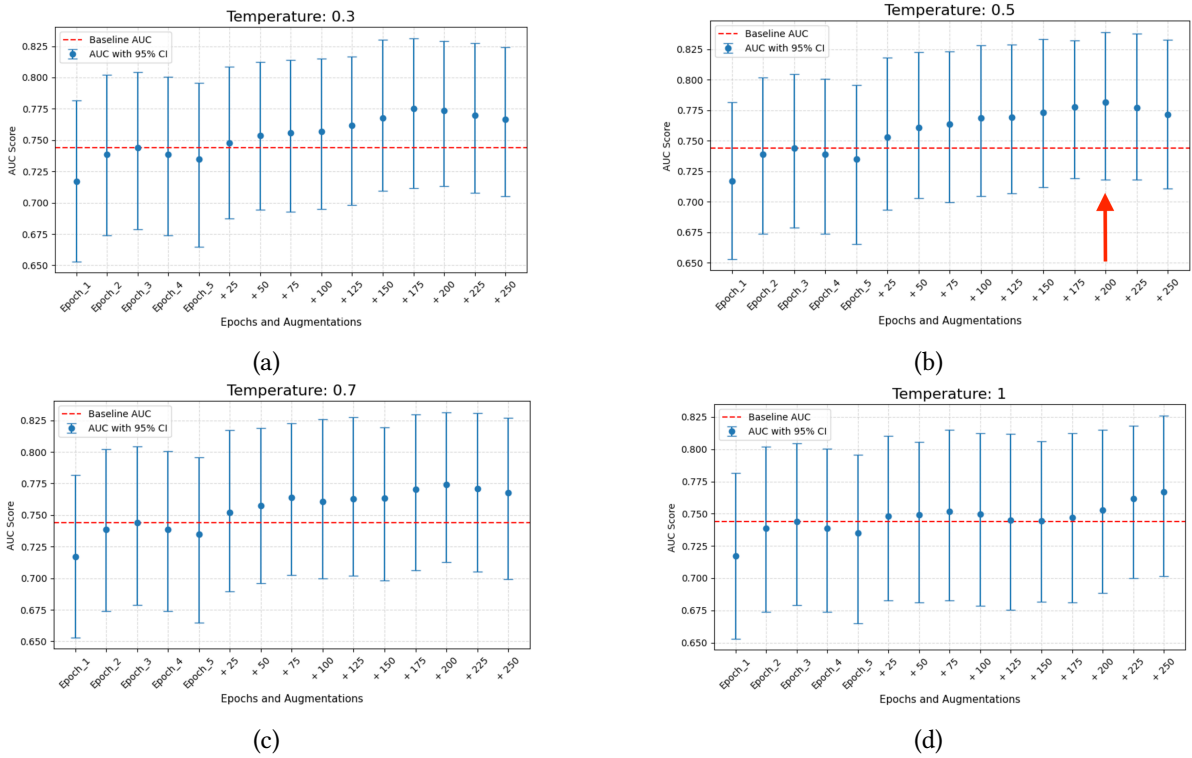 Temperature: 0.3
Baseline AUC
AUC with 95% CI
AUC Score
0.825
0.800
0.775
0.750
0.725
0.700
0.675
0.650
Epoch_1 Epoch_2 Epoch_3 Epoch_4 Epoch_5 + 25 + 50 + 75 + 100 + 125 + 150 + 175 + 200 + 225 + 250
Epochs and Augmentations
(a)
Temperature: 0.5
Baseline AUC
AUC with 95% CI
AUC Score
0.825
0.800
0.775
0.750
0.725
0.700
0.675
0.650
Epoch_1 Epoch_2 Epoch_3 Epoch_4 Epoch_5 + 25 + 50 + 75 + 100 + 125 + 150 + 175 + 200 + 225 + 250
Epochs and Augmentations
(b)
Temperature: 0.7
Baseline AUC
AUC with 95% CI
AUC Score
0.825
0.800
0.775
0.750
0.725
0.700
0.675
0.650
Epoch_1 Epoch_2 Epoch_3 Epoch_4 Epoch_5 + 25 + 50 + 75 + 100 + 125 + 150 + 175 + 200 + 225 + 250
Epochs and Augmentations
(c)
Temperature: 1
Baseline AUC
AUC with 95% CI
AUC Score
0.825
0.800
0.775
0.750
0.725
0.700
0.675
0.650
Epoch_1 Epoch_2 Epoch_3 Epoch_4 Epoch_5 + 25 + 50 + 75 + 100 + 125 + 150 + 175 + 200 + 225 + 250
Epochs and Augmentations
(d)